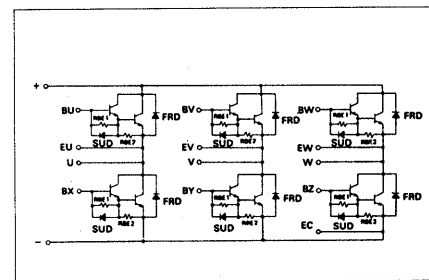 +
BU RBE1 FRD BV RBE1 FRD BW RBE1 FRD
SUD RBE2 SUD RBE2 SUD RBE2
EU EV EW
U V W
BX RBE1 FRD BY RBE1 FRD BZ RBE1 FRD
SUD RBE2 SUD RBE2 SUD RBE2
EC
−